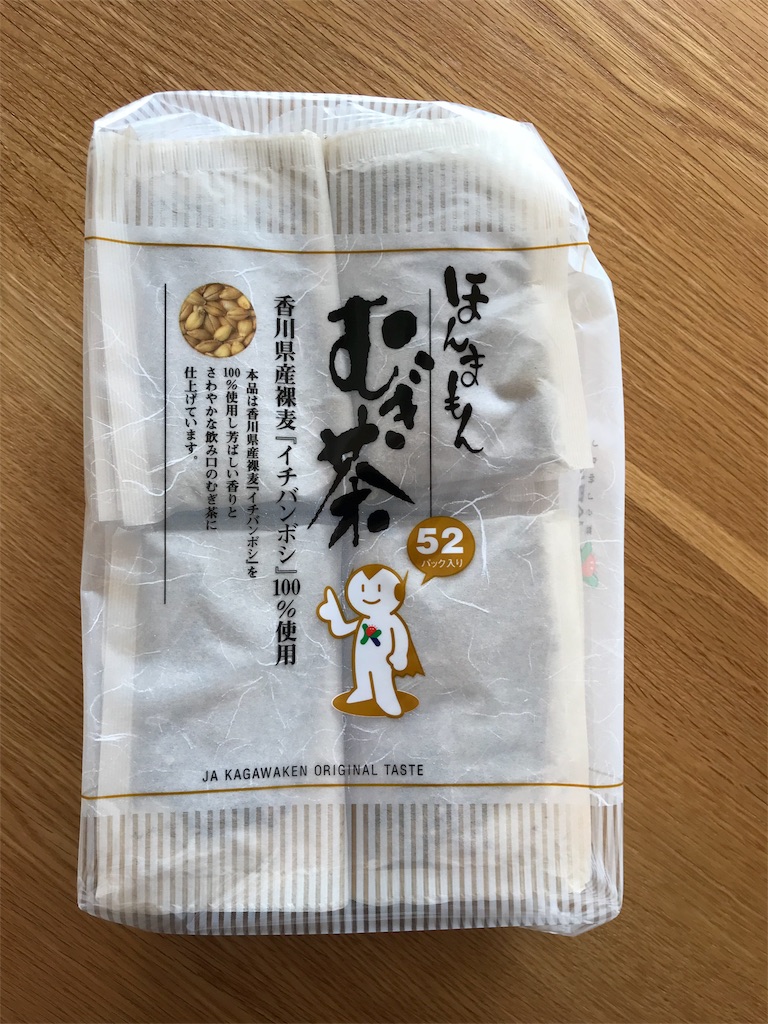 ほんまもん
むぎ茶
52
パック入り
香川県産裸麦『イチバンボシ』100%使用
本品は香川県産裸麦『イチバンボシ』を
100%使用し芳ばしい香りと
さわやかな飲み口のむぎ茶に
仕上げています。
JA KAGAWAKEN ORIGINAL TASTE